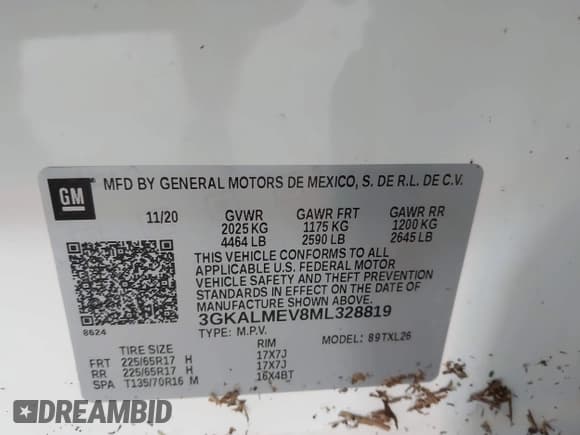 GM
MFD BY GENERAL MOTORS DE MEXICO, S. DE R.L. DE C.V.
11/20 GVWR GAWR FRT GAWR RR
2025 KG 1175 KG 1200 KG
4464 LB 2590 LB 2645 LB
THIS VEHICLE CONFORMS TO ALL
APPLICABLE U.S. FEDERAL MOTOR
VEHICLE SAFETY AND THEFT PREVENTION
STANDARDS IN EFFECT ON THE DATE OF
MANUFACTURE SHOWN ABOVE.
3GKALMEV8ML328819
8624
TYPE: M.P.V. MODEL: 89TXL26
TIRE SIZE RIM
FRT 225/65R17 H 17X7J
RR 225/65R17 H 17X7J
SPA T135/70R16 M 16X4BT
DREAMBID